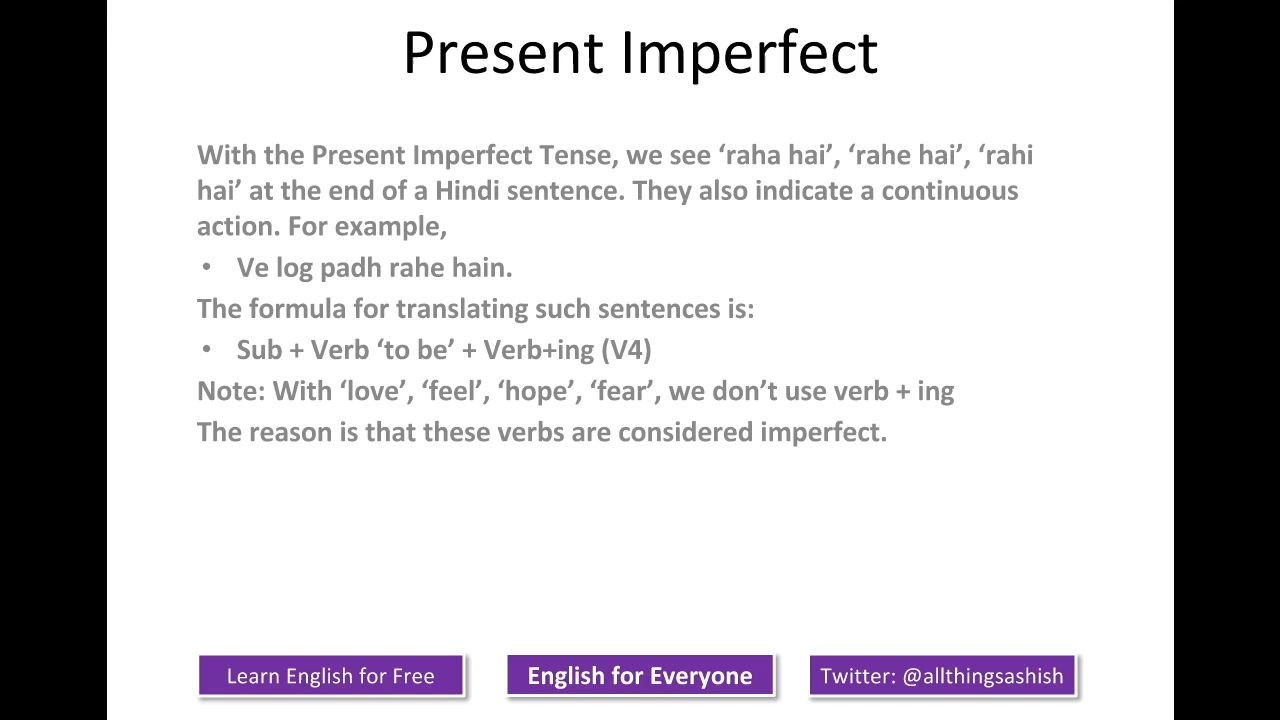 Present Imperfect
With the Present Imperfect Tense, we see ‘raha hai’, ‘rahe hai’, ‘rahi
hai’ at the end of a Hindi sentence. They also indicate a continuous
action. For example,
• Ve log padh rahe hain.
The formula for translating such sentences is:
• Sub + Verb ‘to be’ + Verb+ing (V4)
Note: With ‘love’, ‘feel’, ‘hope’, ‘fear’, we don’t use verb + ing
The reason is that these verbs are considered imperfect.
Learn English for Free
English for Everyone
Twitter: @allthingsashish